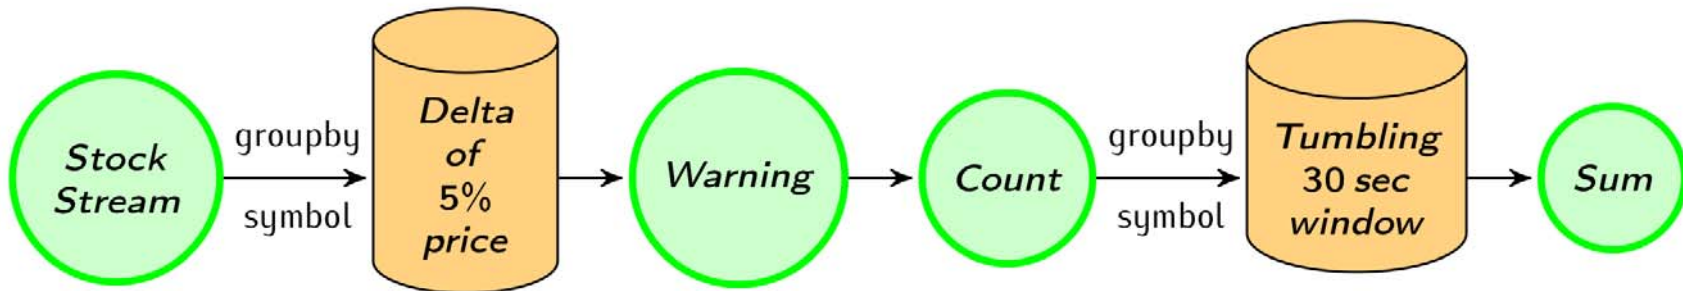 Stock
Stream
groupby
symbol
Delta
of
5%
price
Warning
Count
groupby
symbol
Tumbling
30 sec
window
Sum